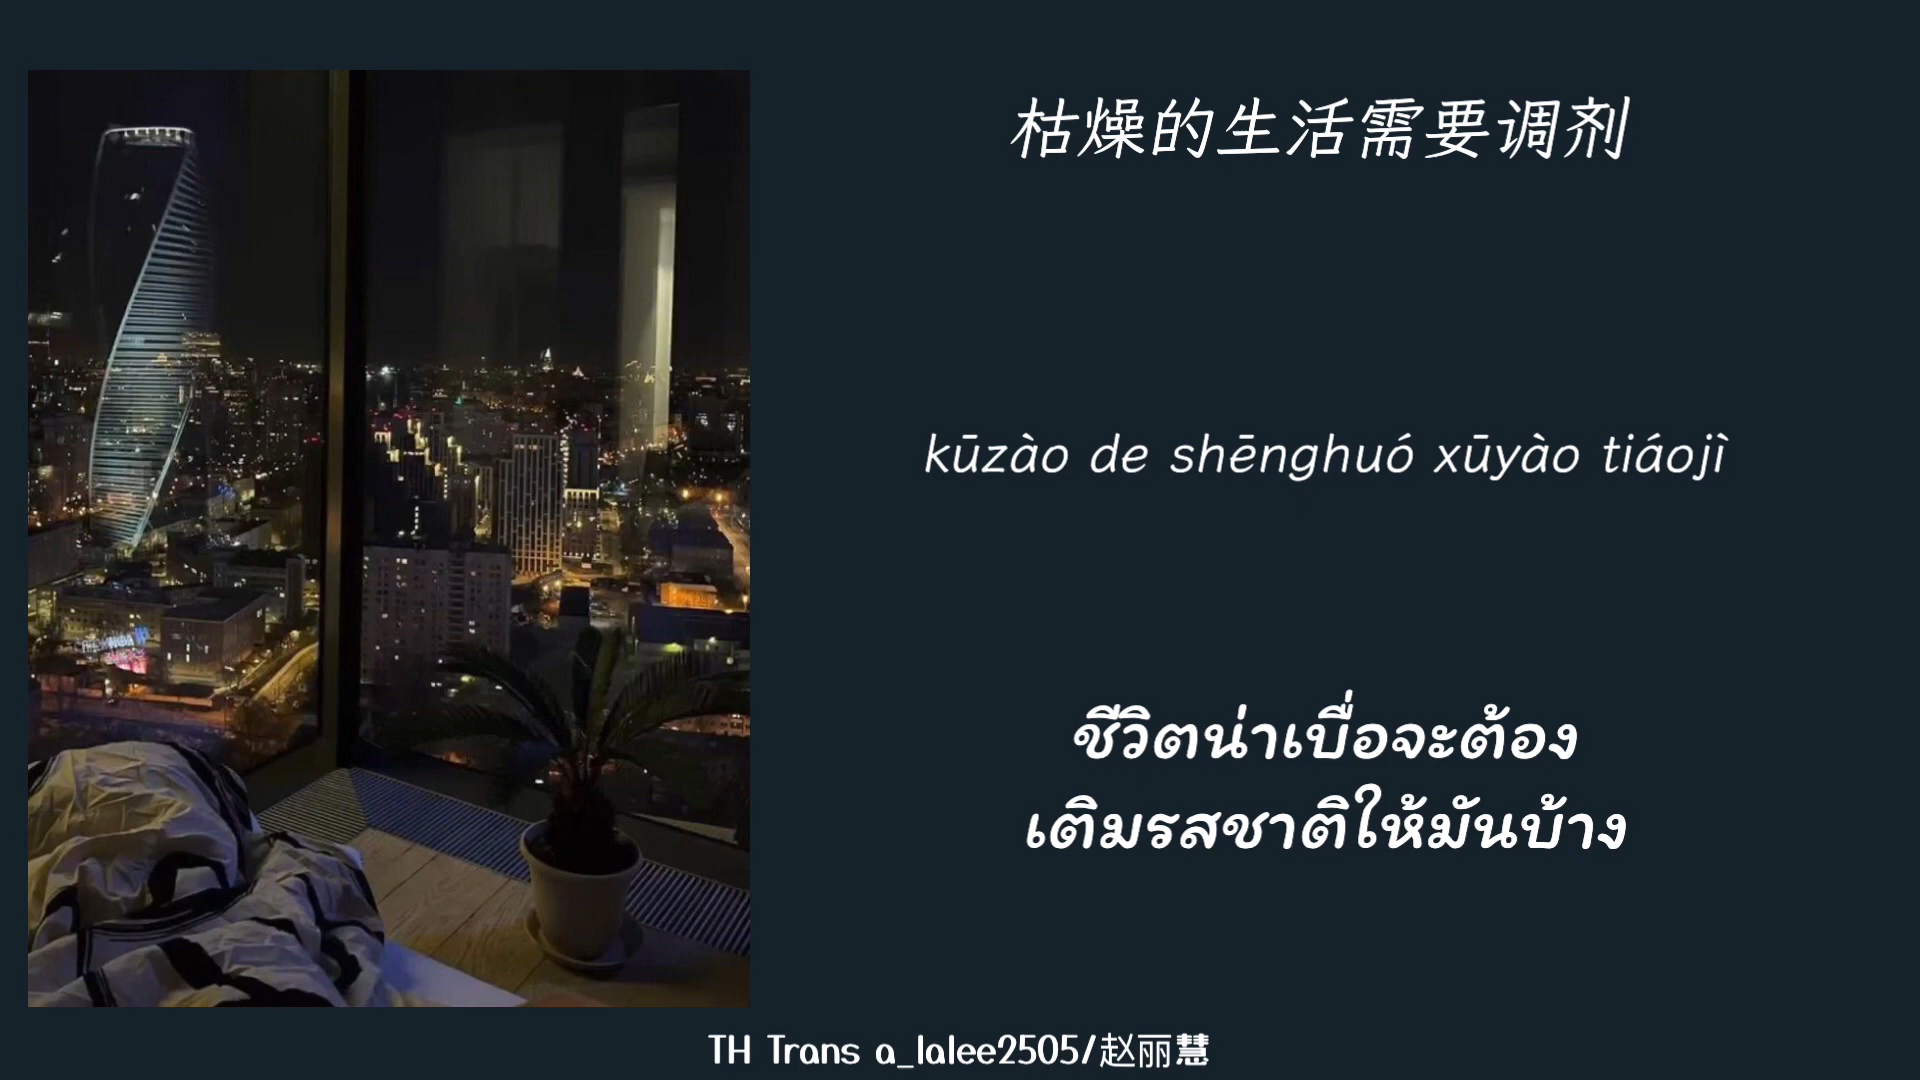 枯燥的生活需要调剂
kūzào de shēnghuó xūyào tiáojì
ชีวิตน่าเบื่อจะต้อง
เติมรสชาติให้มันบ้าง
TH Trans a_lalee2505/赵丽慧